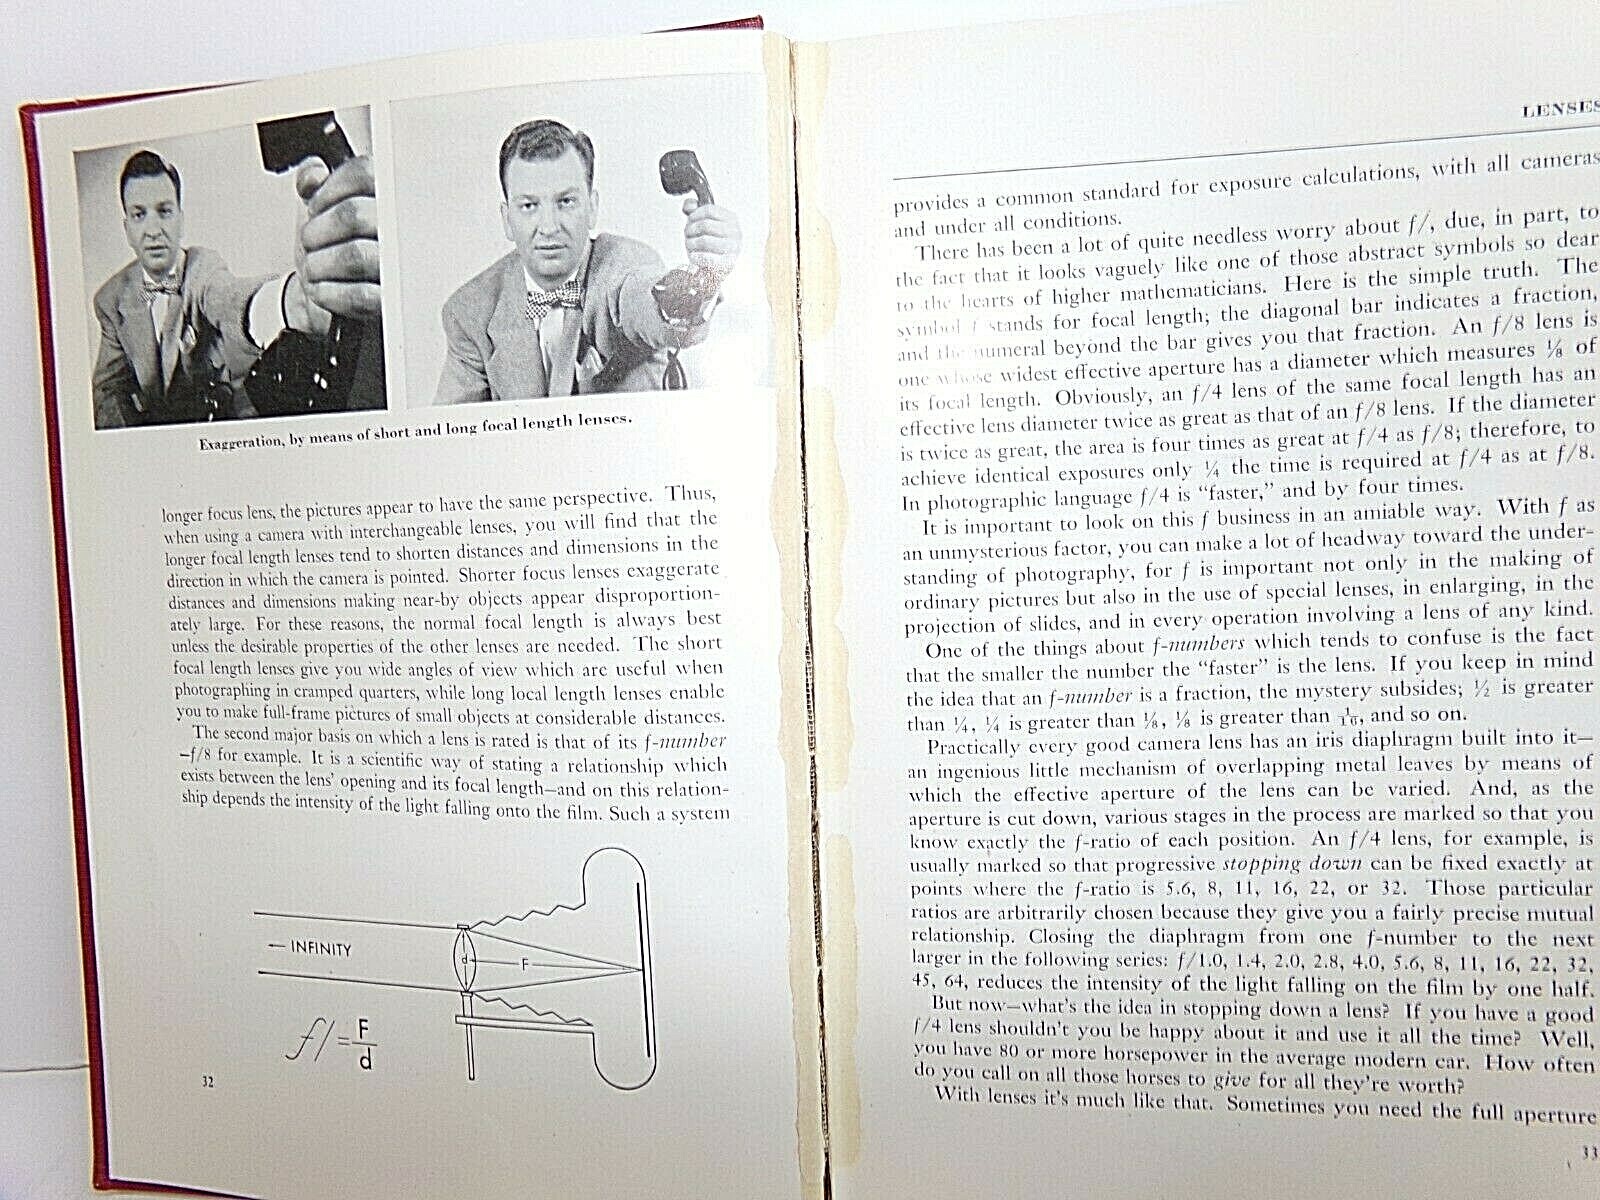 Exaggeration, by means of short and long focal length lenses.
longer focus lens, the pictures appear to have the same perspective. Thus,
when using a camera with interchangeable lenses, you will find that the
longer focal length lenses tend to shorten distances and dimensions in the
direction in which the camera is pointed. Shorter focus lenses exaggerate
distances and dimensions making near-by objects appear disproportion-
ately large. For these reasons, the normal focal length is always best
unless the desirable properties of the other lenses are needed. The short
focal length lenses give you wide angles of view which are useful when
photographing in cramped quarters, while long local length lenses enable
you to make full-frame pictures of small objects at considerable distances.
The second major basis on which a lens is rated is that of its f-number
—f/8 for example. It is a scientific way of stating a relationship which
exists between the lens' opening and its focal length—and on this relation-
ship depends the intensity of the light falling onto the film. Such a system
— INFINITY
d
F
f/ = F/d
32
LENSES
provides a common standard for exposure calculations, with all cameras
and under all conditions.
There has been a lot of quite needless worry about f/, due, in part, to
the fact that it looks vaguely like one of those abstract symbols so dear
to the hearts of higher mathematicians. Here is the simple truth. The
symbol f stands for focal length; the diagonal bar indicates a fraction,
and the numeral beyond the bar gives you that fraction. An f/8 lens is
one whose widest effective aperture has a diameter which measures ⅛ of
its focal length. Obviously, an f/4 lens of the same focal length has an
effective lens diameter twice as great as that of an f/8 lens. If the diameter
is twice as great, the area is four times as great at f/4 as f/8; therefore, to
achieve identical exposures only ¼ the time is required at f/4 as at f/8.
In photographic language f/4 is "faster," and by four times.
It is important to look on this f business in an amiable way. With f as
an unmysterious factor, you can make a lot of headway toward the under-
standing of photography, for f is important not only in the making of
ordinary pictures but also in the use of special lenses, in enlarging, in the
projection of slides, and in every operation involving a lens of any kind.
One of the things about f-numbers which tends to confuse is the fact
that the smaller the number the "faster" is the lens. If you keep in mind
the idea that an f-number is a fraction, the mystery subsides; ½ is greater
than ¼, ¼ is greater than ⅛, ⅛ is greater than 1/16, and so on.
Practically every good camera lens has an iris diaphragm built into it—
an ingenious little mechanism of overlapping metal leaves by means of
which the effective aperture of the lens can be varied. And, as the
aperture is cut down, various stages in the process are marked so that you
know exactly the f-ratio of each position. An f/4 lens, for example, is
usually marked so that progressive stopping down can be fixed exactly at
points where the f-ratio is 5.6, 8, 11, 16, 22, or 32. Those particular
ratios are arbitrarily chosen because they give you a fairly precise mutual
relationship. Closing the diaphragm from one f-number to the next
larger in the following series: f/1.0, 1.4, 2.0, 2.8, 4.0, 5.6, 8, 11, 16, 22, 32,
45, 64, reduces the intensity of the light falling on the film by one half.
But now—what's the idea in stopping down a lens? If you have a good
f/4 lens shouldn't you be happy about it and use it all the time? Well,
you have 80 or more horsepower in the average modern car. How often
do you call on all those horses to give for all they're worth?
With lenses it's much like that. Sometimes you need the full aperture
33